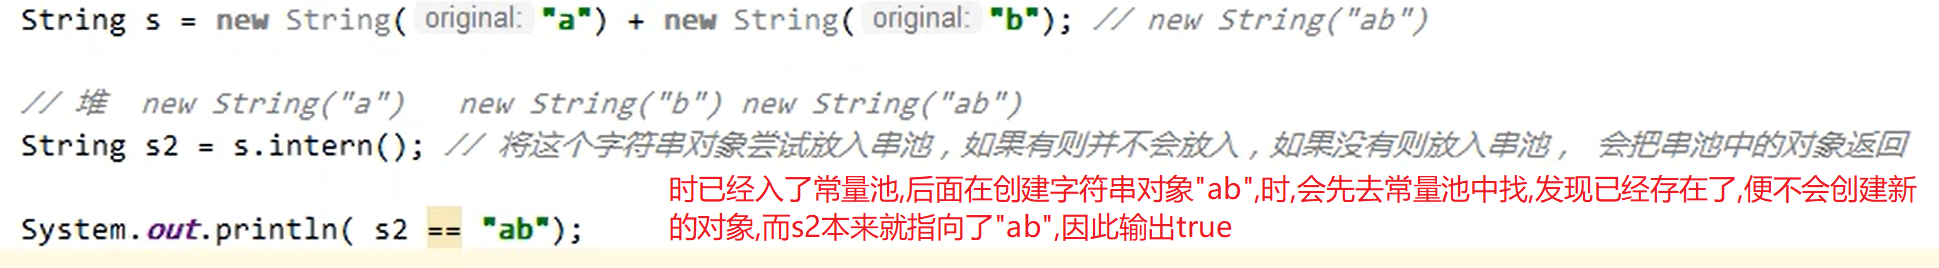 String s = new String( original: "a") + new String( original: "b"); // new String("ab")
// 堆 new String("a") new String("b") new String("ab")
String s2 = s.intern(); // 将这个字符串对象尝试放入串池，如果有则并不会放入，如果没有则放入串池， 会把串池中的对象返回
时已经入了常量池,后面在创建字符串对象"ab",时,会先去常量池中找,发现已经存在了,便不会创建新
的对象,而s2本来就指向了"ab",因此输出true
System.out.println( s2 == "ab");